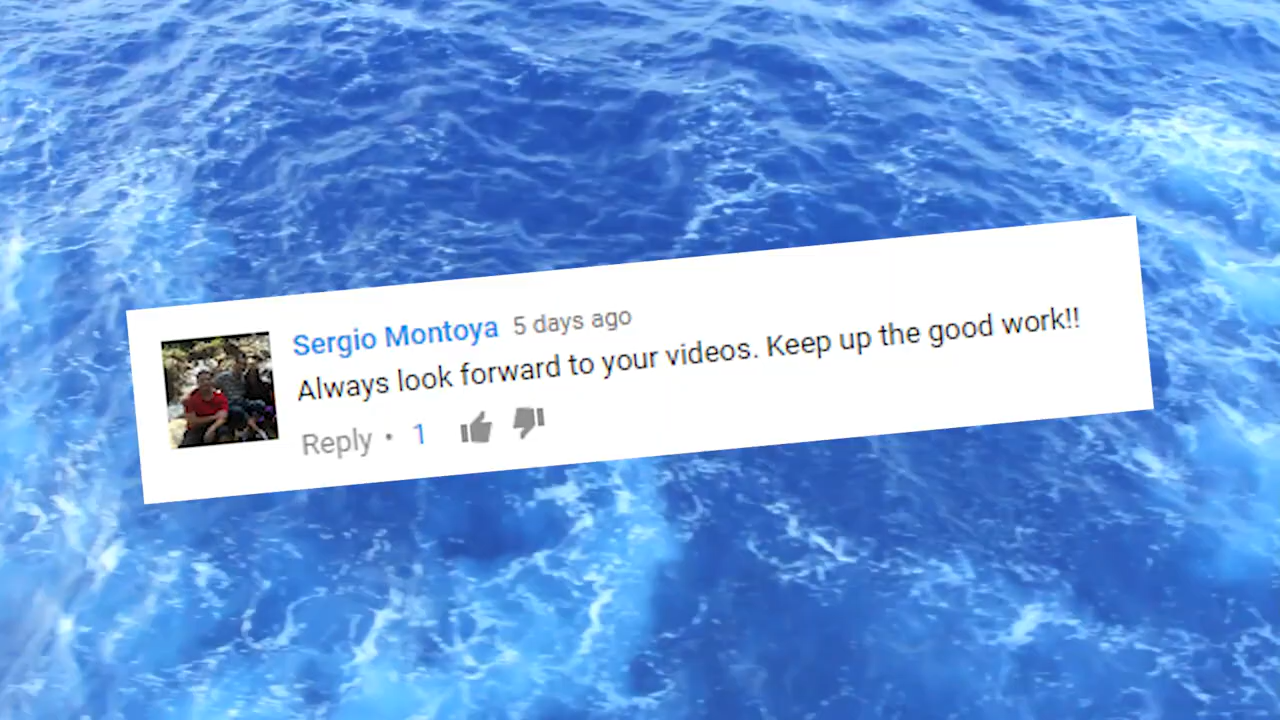 Sergio Montoya 5 days ago
Always look forward to your videos. Keep up the good work!!
Reply • 1